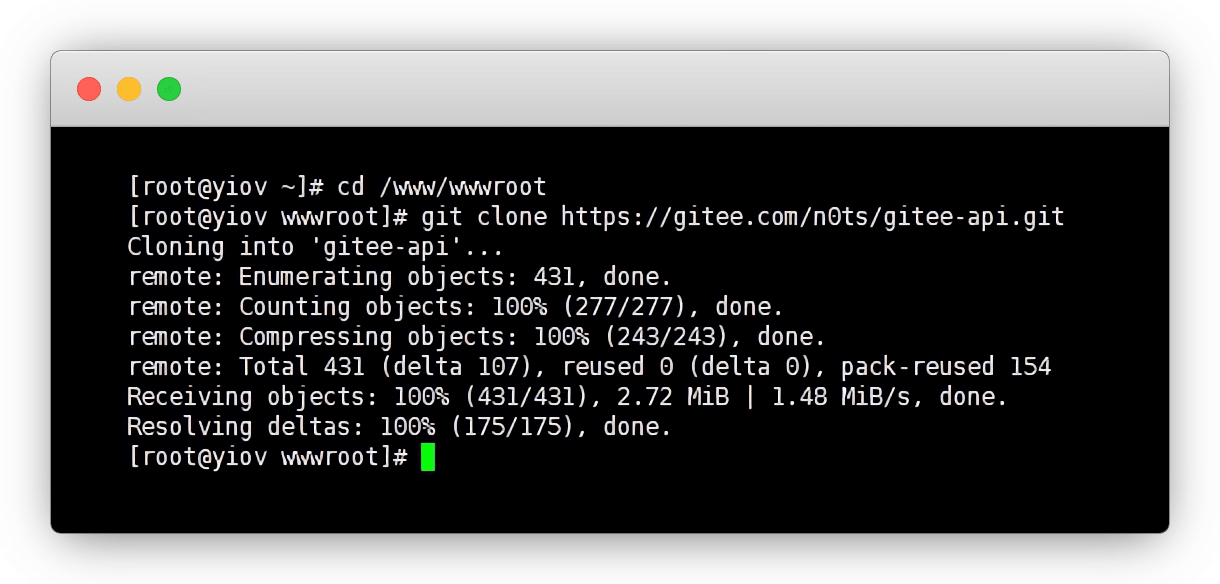 [root@yiov ~]# cd /www/wwwroot
[root@yiov wwwroot]# git clone https://gitee.com/n0ts/gitee-api.git
Cloning into 'gitee-api'...
remote: Enumerating objects: 431, done.
remote: Counting objects: 100% (277/277), done.
remote: Compressing objects: 100% (243/243), done.
remote: Total 431 (delta 107), reused 0 (delta 0), pack-reused 154
Receiving objects: 100% (431/431), 2.72 MiB | 1.48 MiB/s, done.
Resolving deltas: 100% (175/175), done.
[root@yiov wwwroot]#